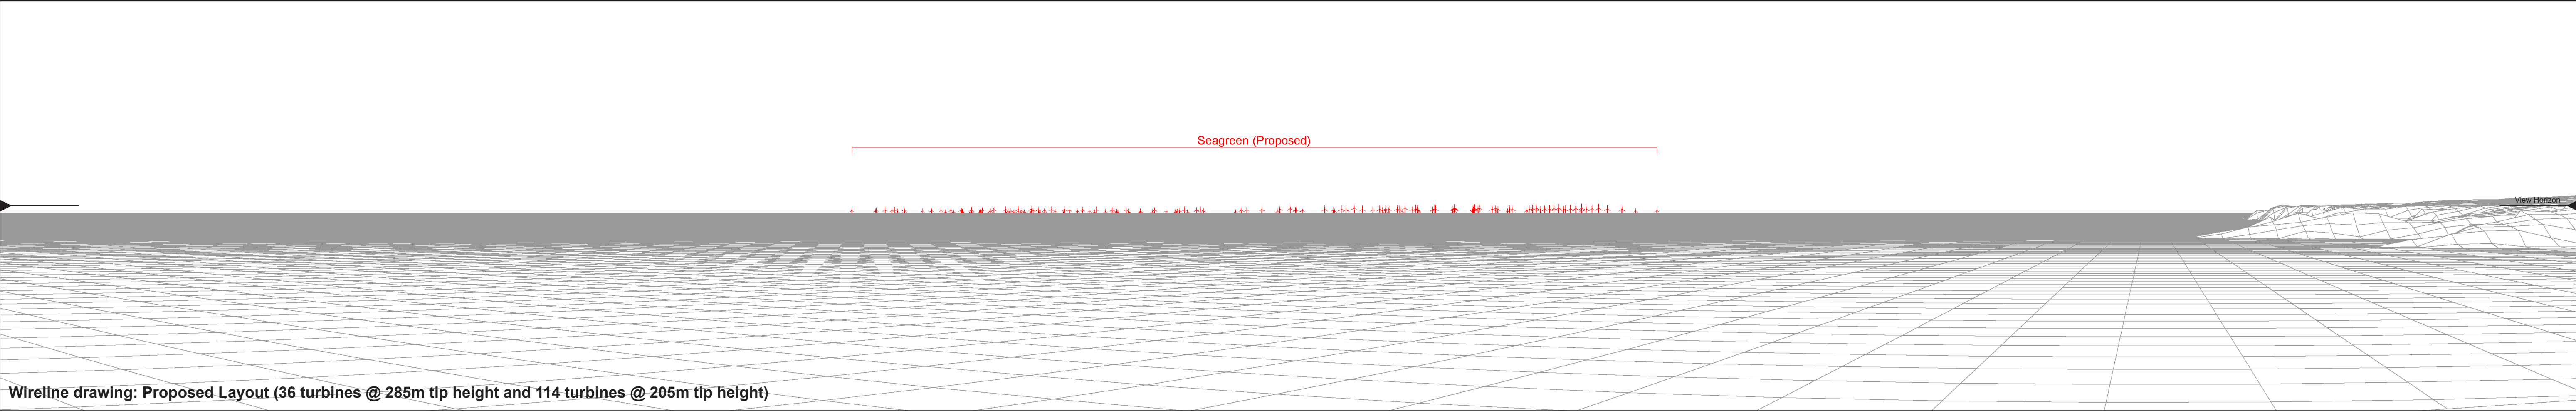 Seagreen (Proposed)
View Horizon
Wireline drawing: Proposed Layout (36 turbines @ 285m tip height and 114 turbines @ 205m tip height)